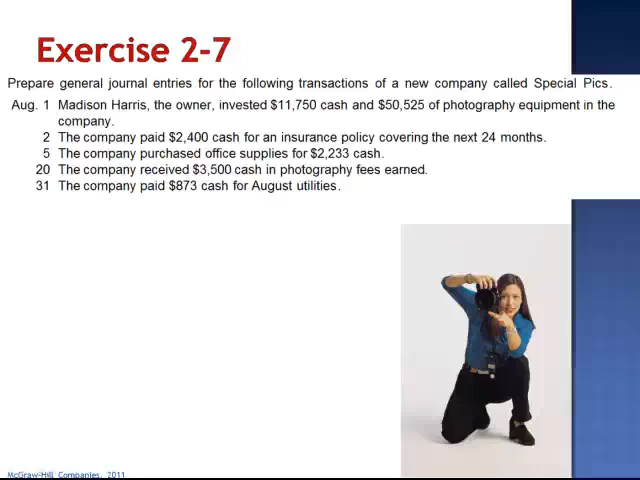 Exercise 2-7
Prepare general journal entries for the following transactions of a new company called Special Pics.
Aug. 1 Madison Harris, the owner, invested $11,750 cash and $50,525 of photography equipment in the
company.
2 The company paid $2,400 cash for an insurance policy covering the next 24 months.
5 The company purchased office supplies for $2,233 cash.
20 The company received $3,500 cash in photography fees earned.
31 The company paid $873 cash for August utilities.
McGraw-Hill Companies, 2011